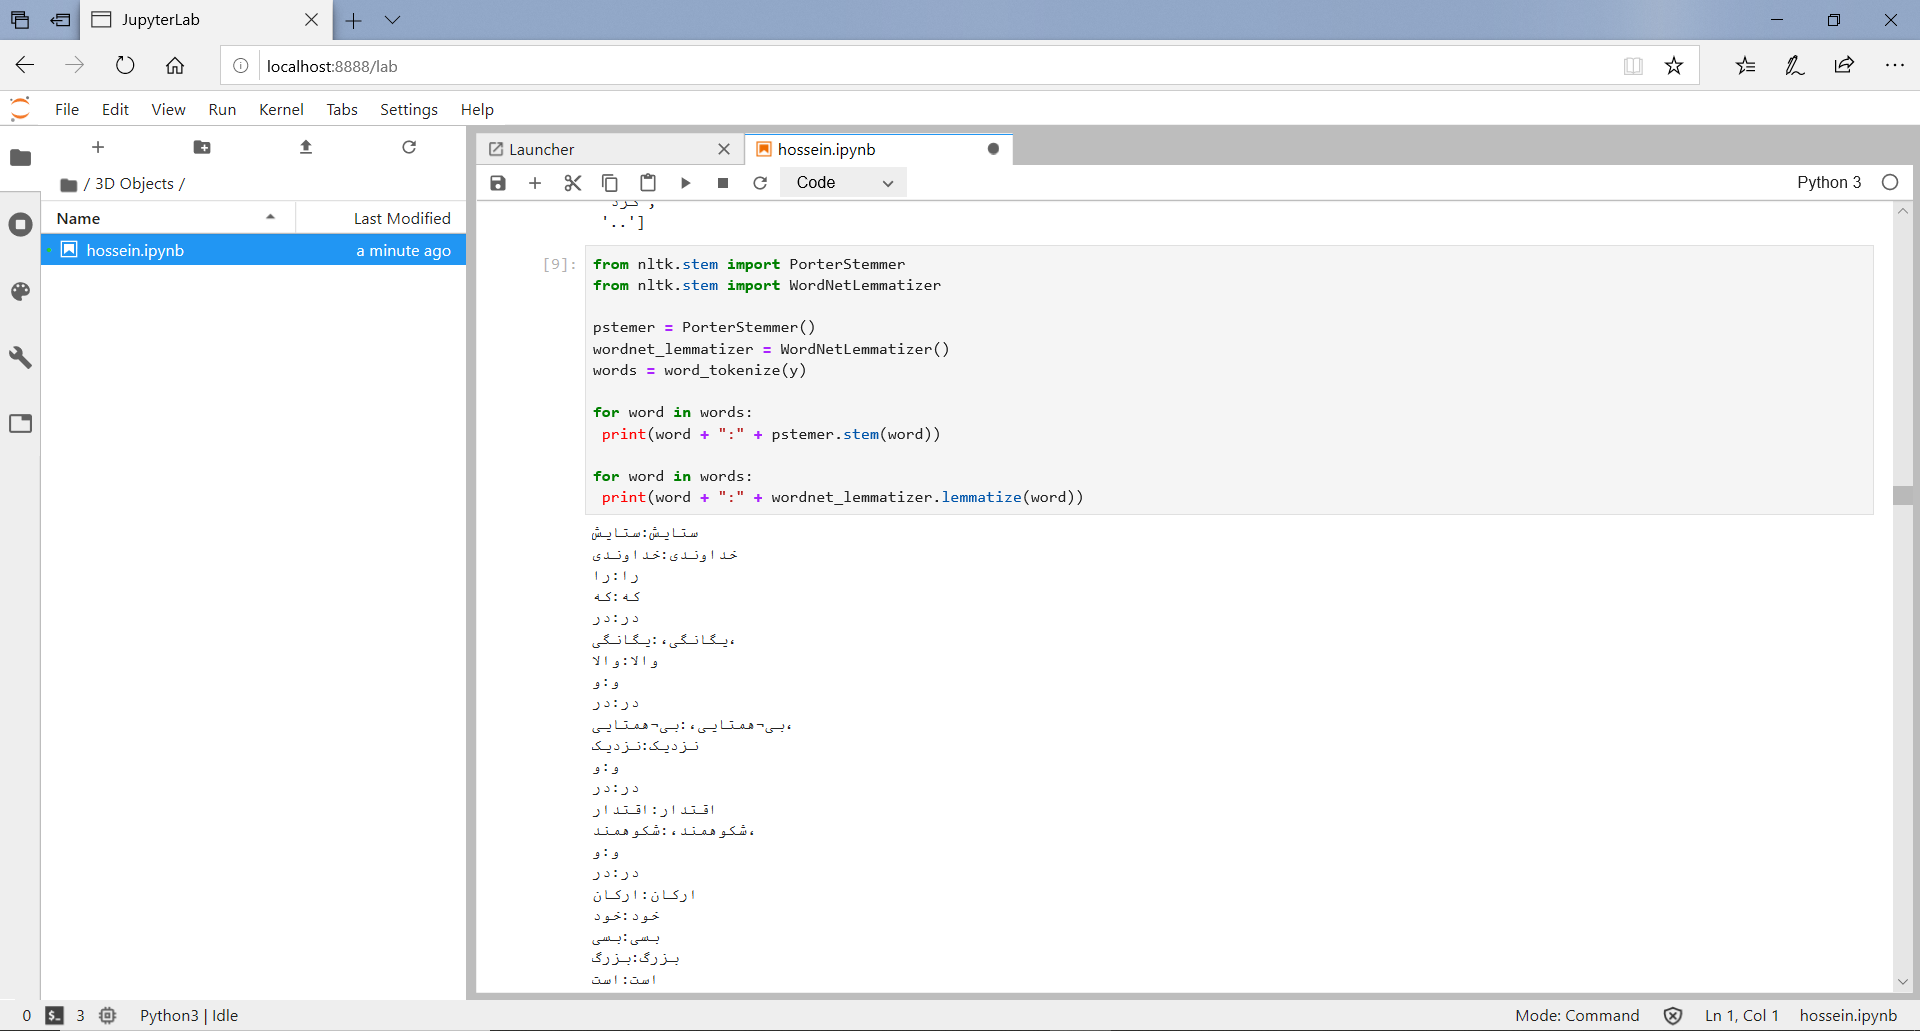 JupyterLab
localhost:8888/lab
File Edit View Run Kernel Tabs Settings Help
/ 3D Objects /
Name Last Modified
hossein.ipynb a minute ago
Launcher
hossein.ipynb
Code
Python 3
کرد',
'..']
[9]:
from nltk.stem import PorterStemmer
from nltk.stem import WordNetLemmatizer
pstemer = PorterStemmer()
wordnet_lemmatizer = WordNetLemmatizer()
words = word_tokenize(y)
for word in words:
print(word + ":" + pstemer.stem(word))
for word in words:
print(word + ":" + wordnet_lemmatizer.lemmatize(word))
ستایش:ستایش
خداوندی:خداوندی
را:را
که:که
در:در
یگانگی،:یگانگی،
والا:والا
و:و
در:در
بی¬همتایی،:بی¬همتایی،
نزدیک:نزدیک
و:و
در:در
اقتدار:اقتدار
شکوهمند،:شکوهمند،
و:و
در:در
ارکان:ارکان
خود:خود
بسی:بسی
بزرگ:بزرگ
است:است
0 $_ 3 Python3 | Idle
Mode: Command Ln 1, Col 1 hossein.ipynb